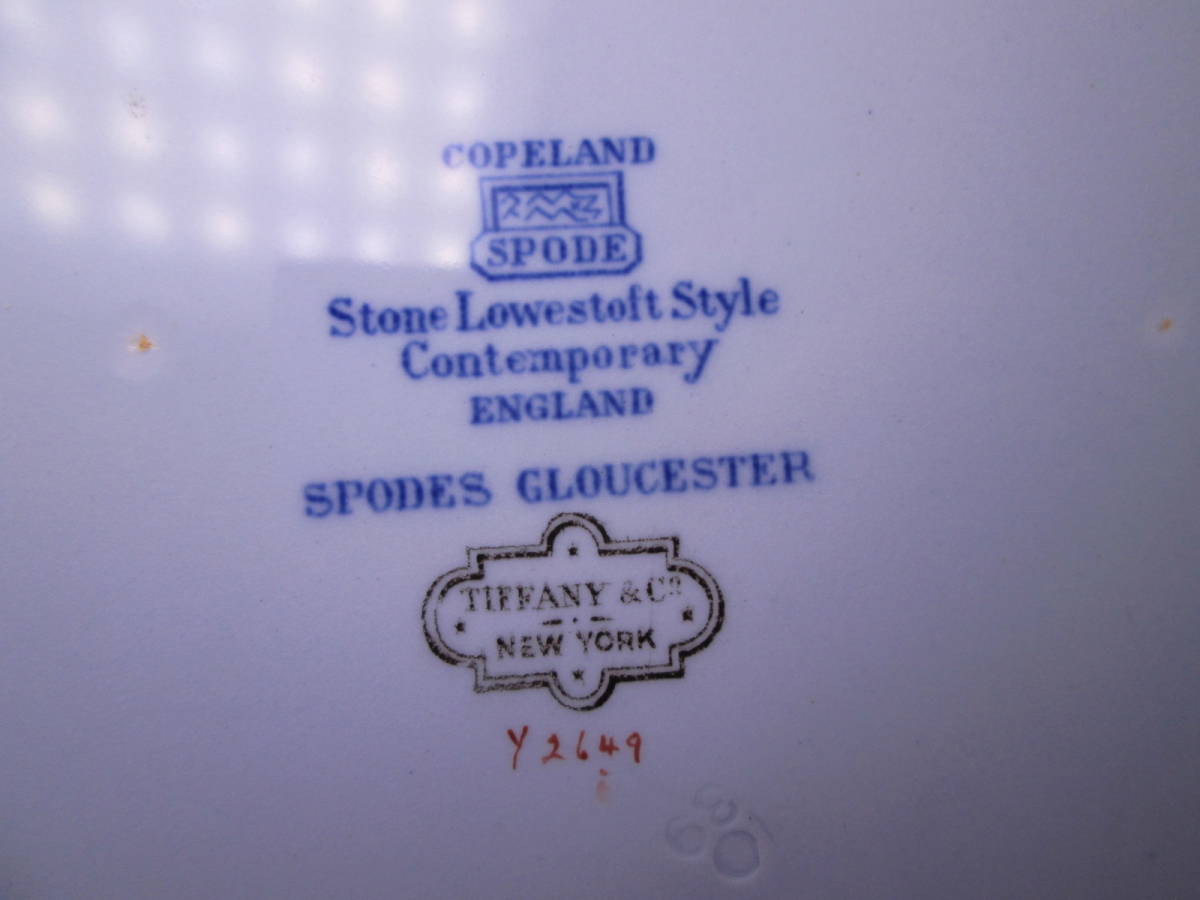 COPELAND
SPODE
Stone Lowestoft Style
Contemporary
ENGLAND
SPODES GLOUCESTER
TIFFANY & Co
NEW YORK
Y2649